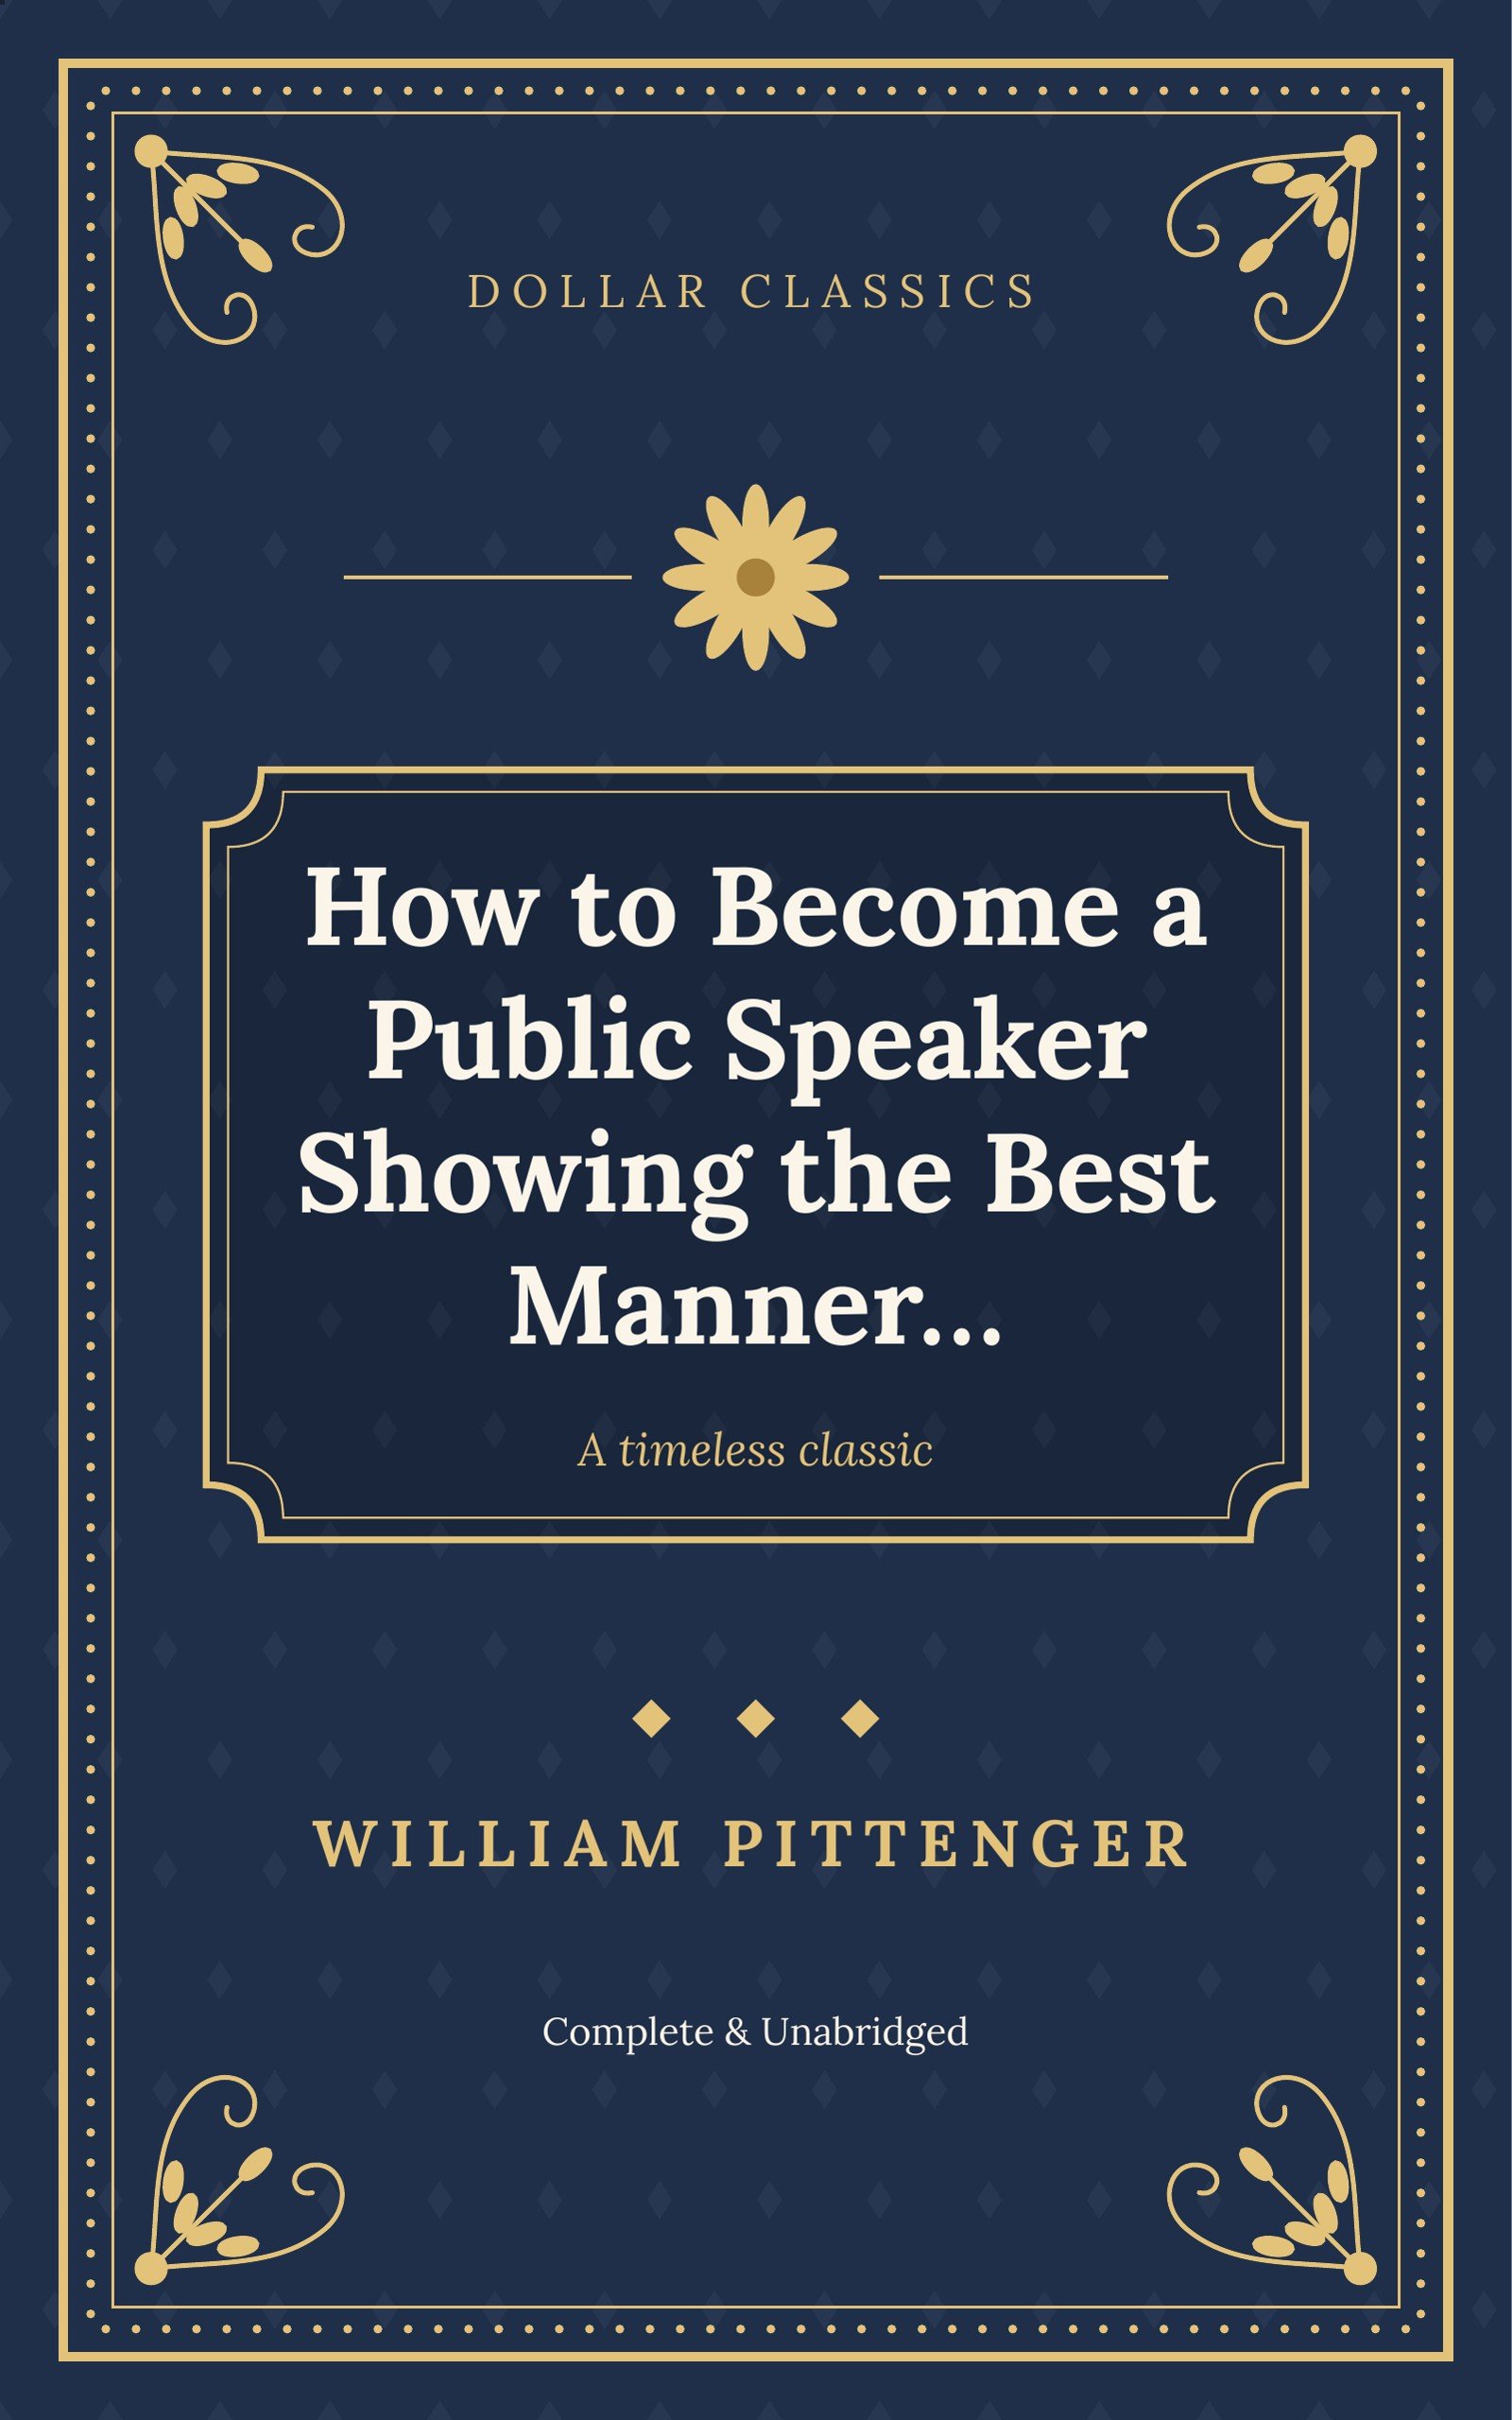 DOLLAR CLASSICS
How to Become a
Public Speaker
Showing the Best
Manner...
A timeless classic
WILLIAM PITTENGER
Complete & Unabridged